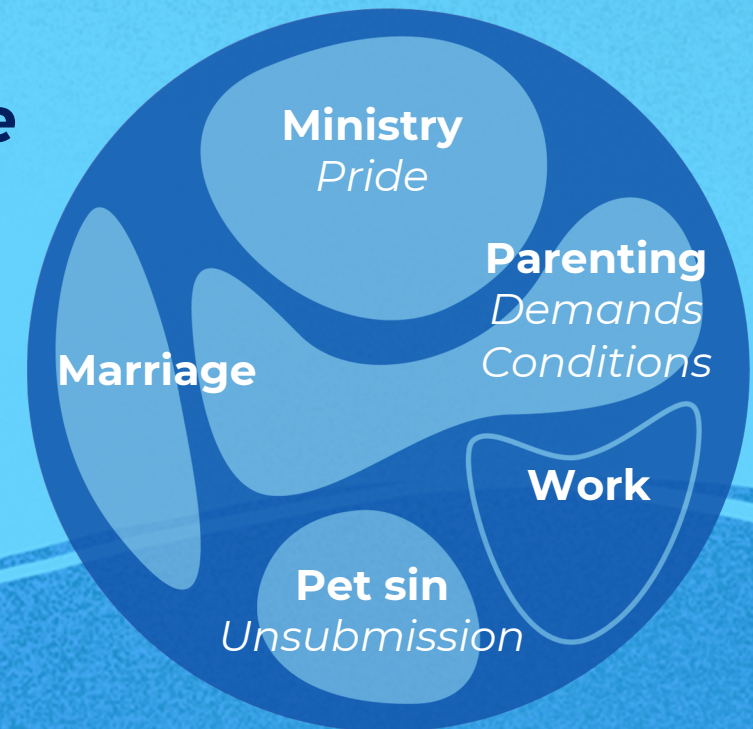 e
Ministry
Pride
Parenting
Demands
Conditions
Marriage
Work
Pet sin
Unsubmission